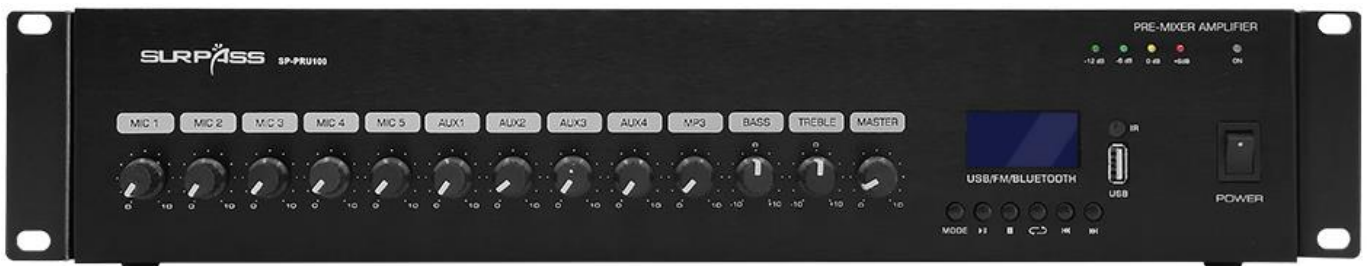 PRE-MIXER AMPLIFIER
SURPASS SP-PRU100
-12 dB -6 dB 0 dB +6dB ON
MIC 1 MIC 2 MIC 3 MIC 4 MIC 5 AUX1 AUX2 AUX3 AUX4 MP3 BASS TREBLE MASTER
IR
0 0
USB/FM/BLUETOOTH
USB
POWER
0 10 0 10 0 10 0 10 0 10 0 10 0 10 0 10 0 10 0 10 -10 10 -10 10 0 10
MODE